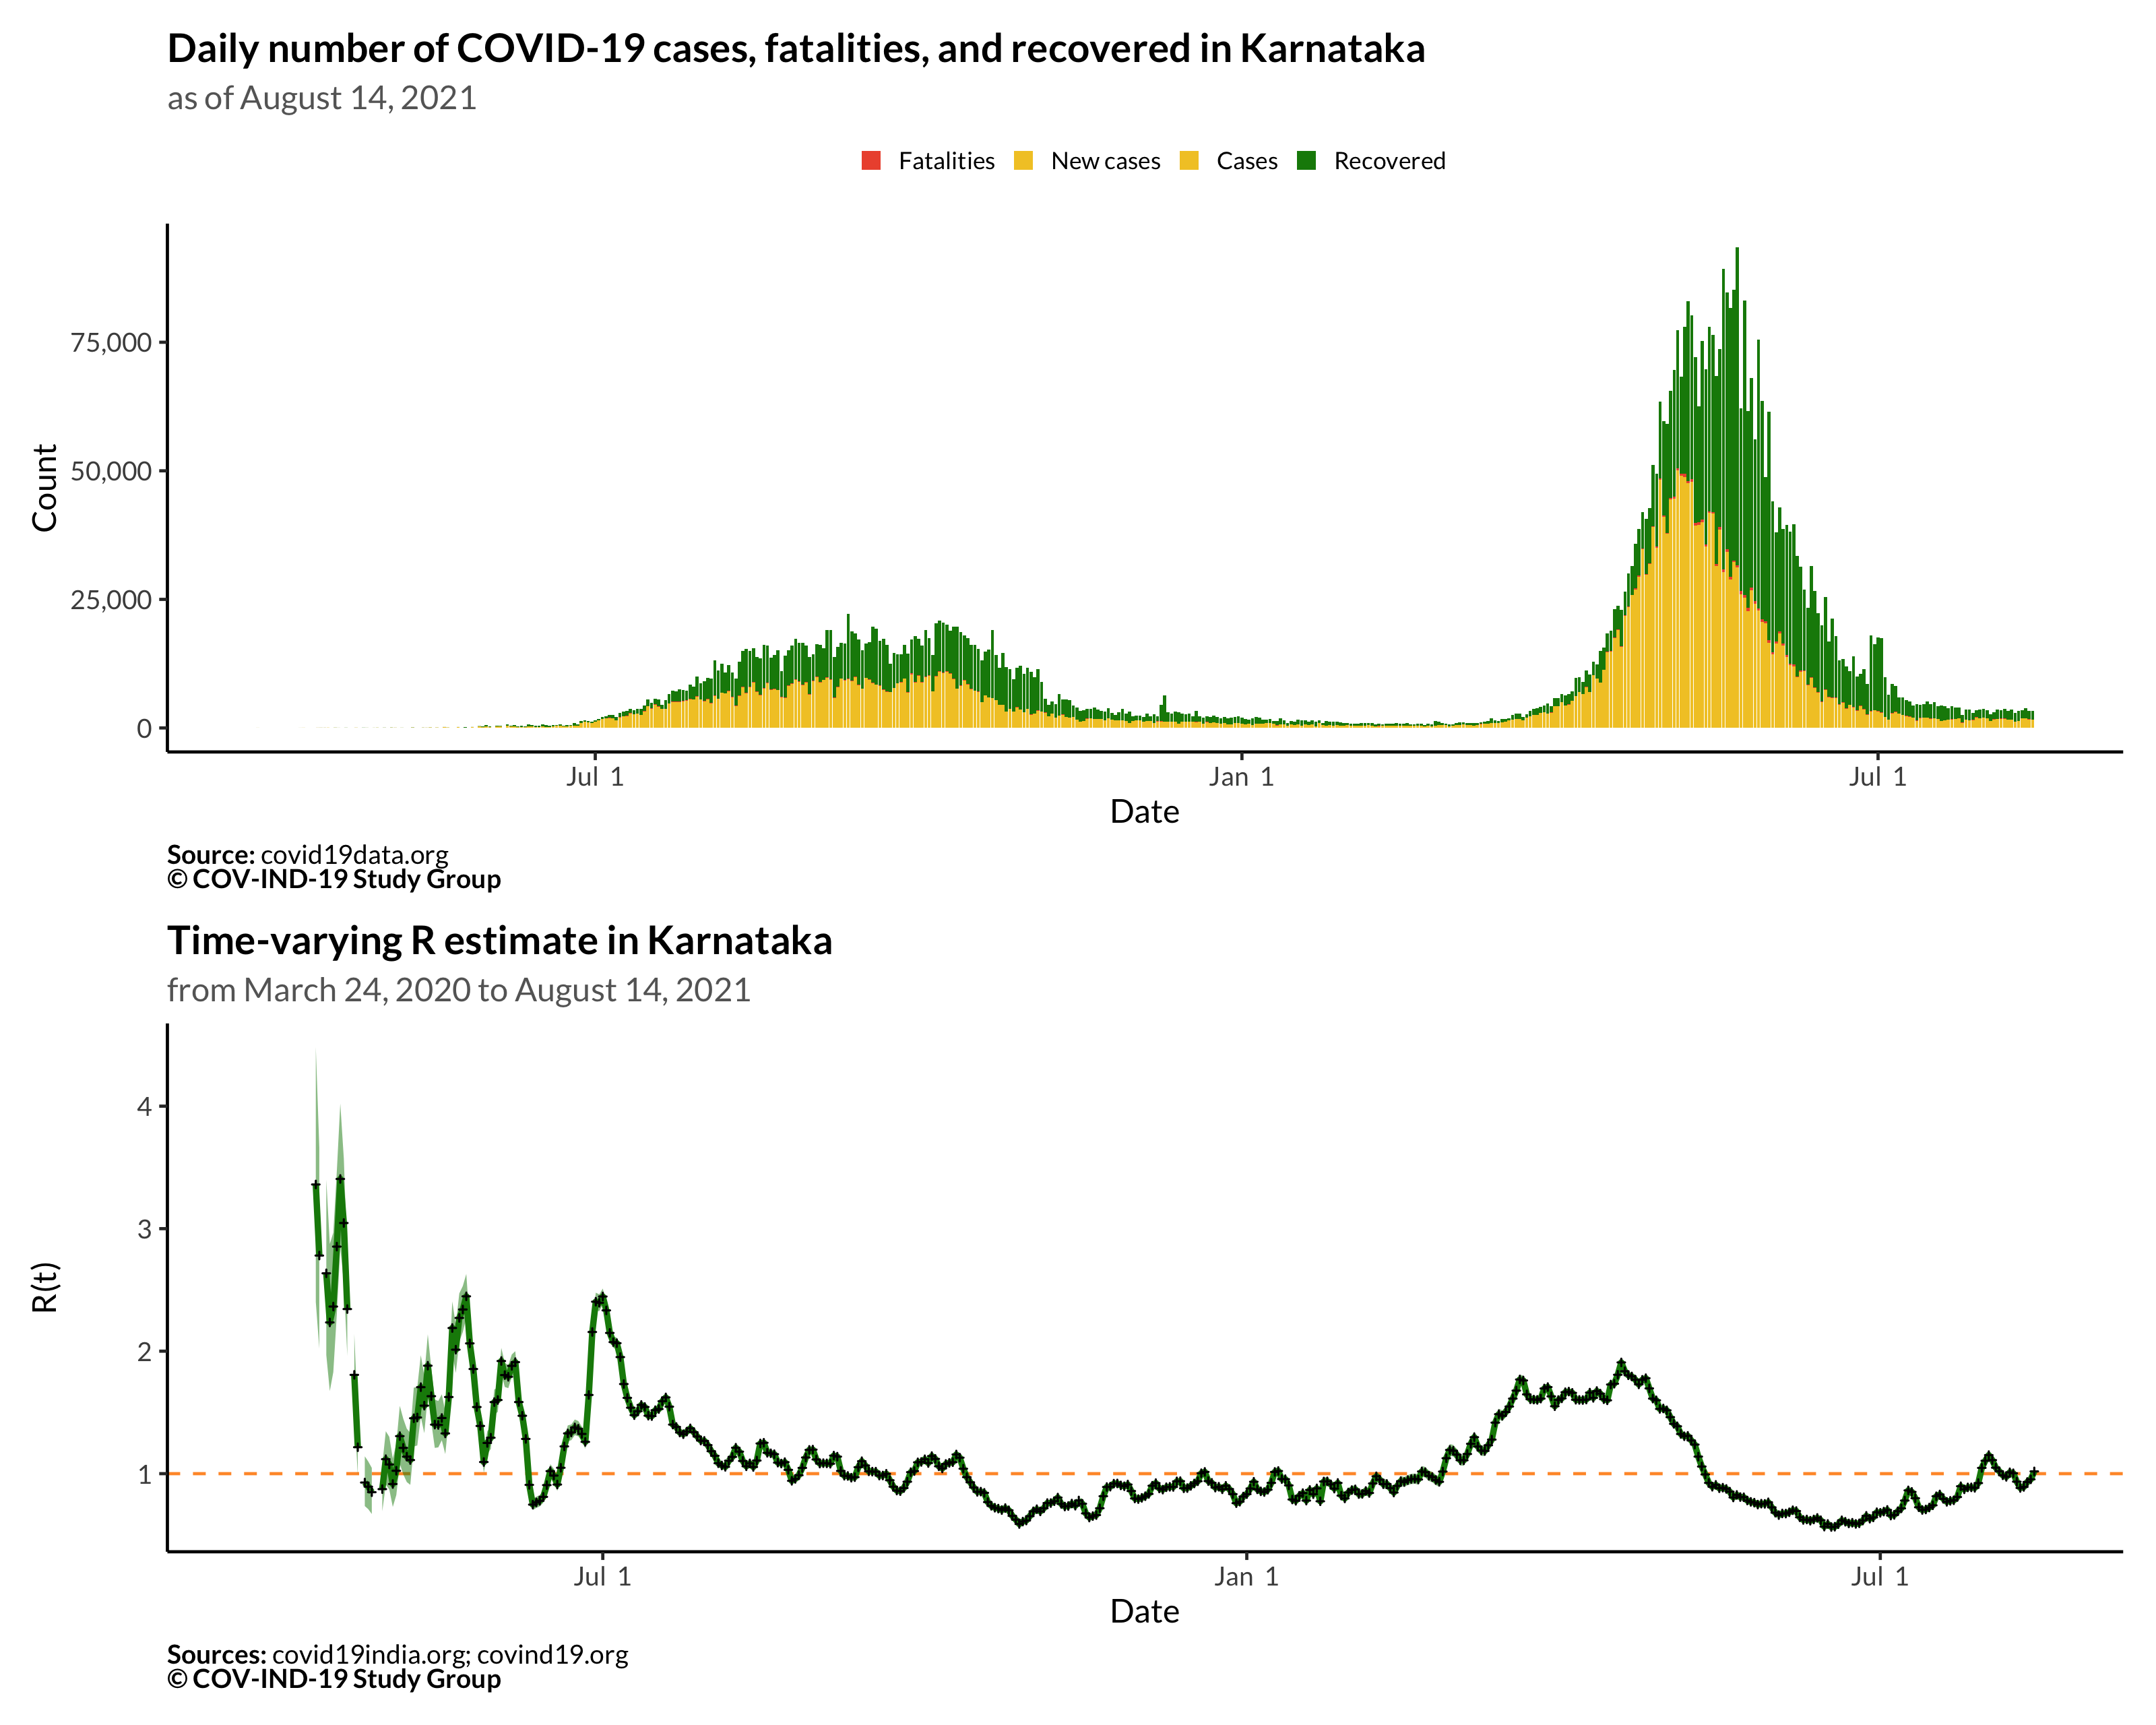 Daily number of COVID-19 cases, fatalities, and recovered in Karnataka
as of August 14, 2021
Fatalities New cases Cases Recovered
Count
75,000
50,000
25,000
0
Jul 1 Jan 1 Jul 1
Date
Source: covid19data.org
© COV-IND-19 Study Group
Time-varying R estimate in Karnataka
from March 24, 2020 to August 14, 2021
R(t)
4
3
2
1
Jul 1 Jan 1 Jul 1
Date
Sources: covid19india.org; covind19.org
© COV-IND-19 Study Group